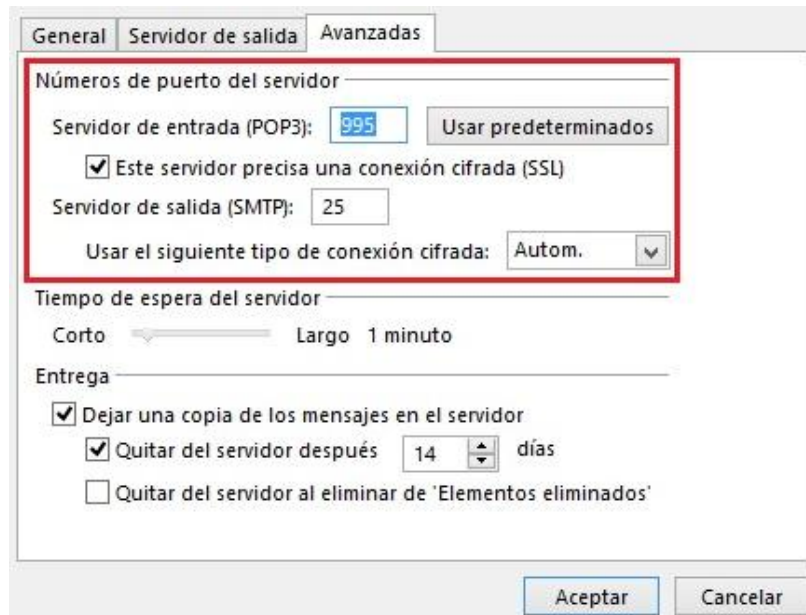 General Servidor de salida Avanzadas
Números de puerto del servidor
Servidor de entrada (POP3): 995 Usar predeterminados
Este servidor precisa una conexión cifrada (SSL)
Servidor de salida (SMTP): 25
Usar el siguiente tipo de conexión cifrada: Autom.
Tiempo de espera del servidor
Corto Largo 1 minuto
Entrega
Dejar una copia de los mensajes en el servidor
Quitar del servidor después 14 días
Quitar del servidor al eliminar de 'Elementos eliminados'
Aceptar Cancelar